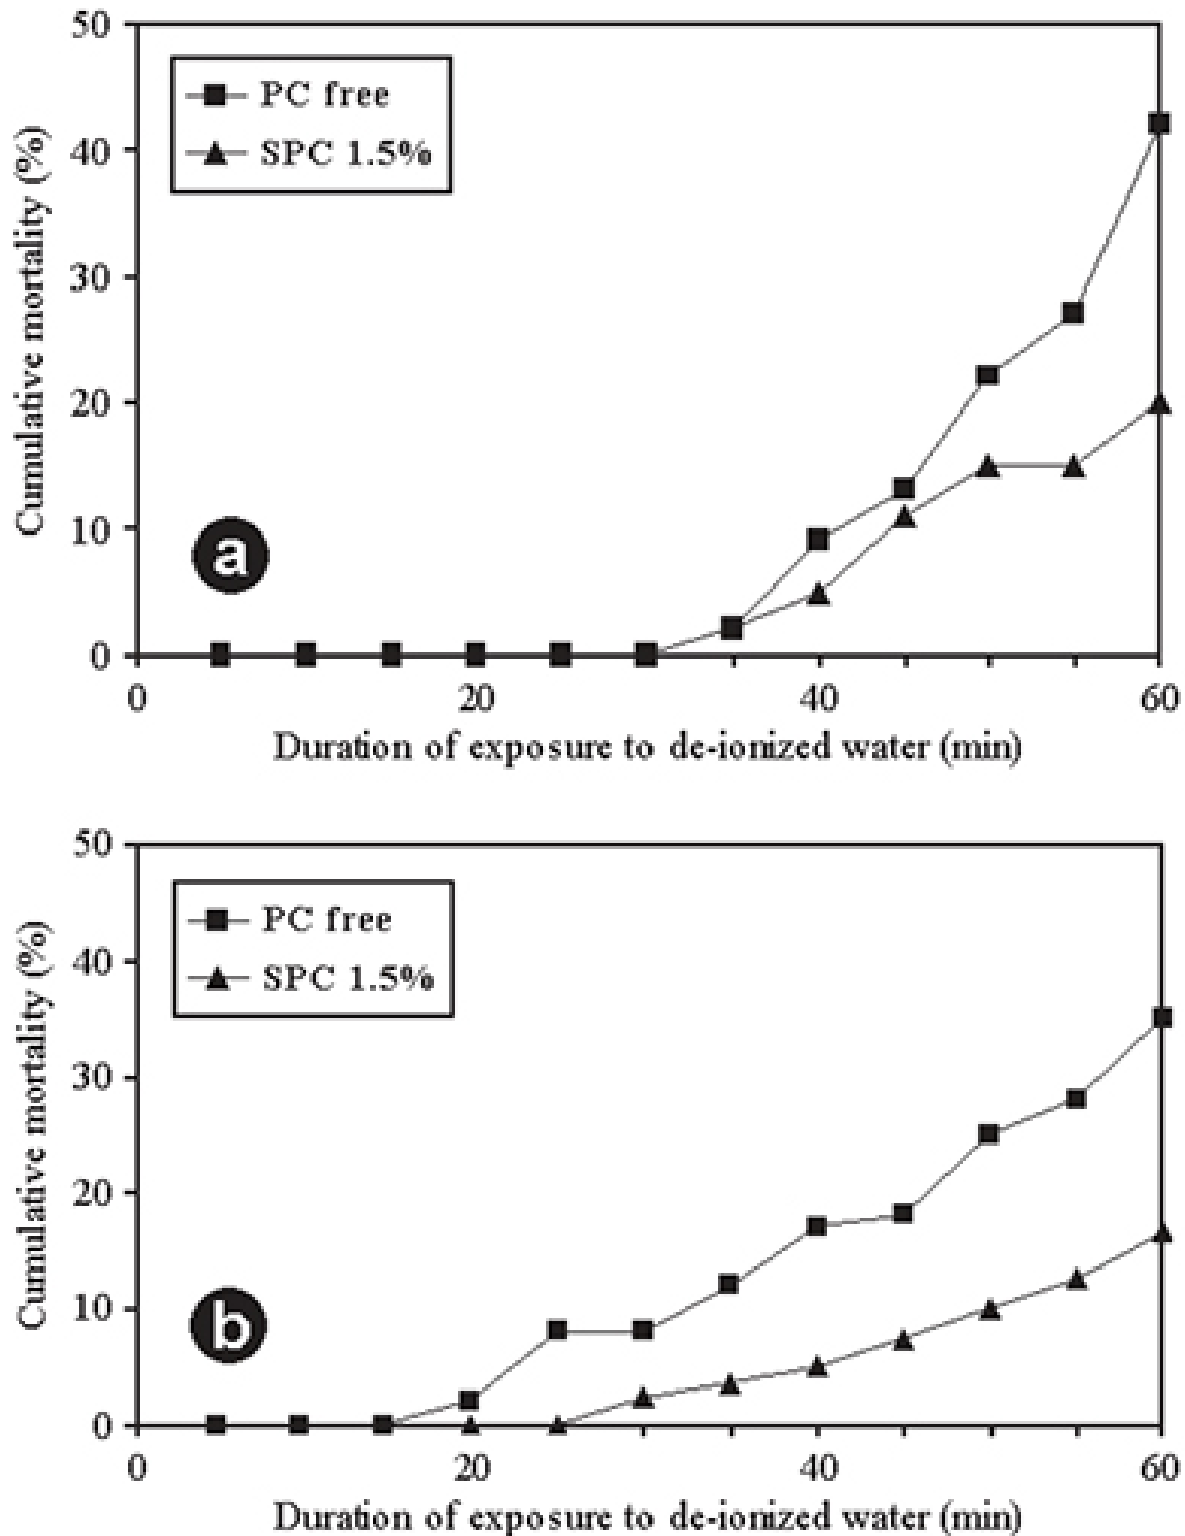 50
40
30
20
10
0
Cumulative mortality (%)
PC free
SPC 1.5%
a
0 20 40 60
Duration of exposure to de-ionized water (min)
50
40
30
20
10
0
Cumulative mortality (%)
PC free
SPC 1.5%
b
0 20 40 60
Duration of exposure to de-ionized water (min)